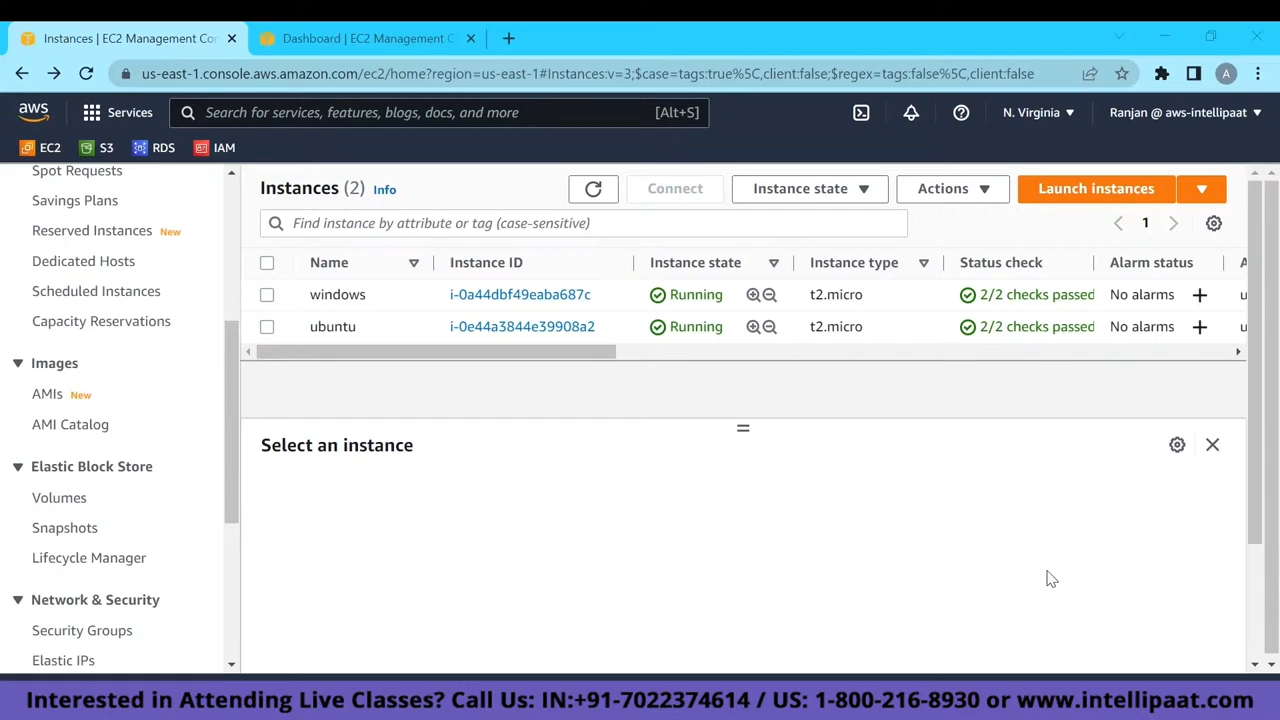 Instances | EC2 Management Co
Dashboard | EC2 Management C
us-east-1.console.aws.amazon.com/ec2/home?region=us-east-1#Instances:v=3;$case=tags:true%5C,client:false;$regex=tags:false%5C,client:false
A
aws
Services
Search for services, features, blogs, docs, and more
[Alt+S]
N. Virginia
Ranjan @ aws-intellipaat
EC2
S3
RDS
IAM
Spot Requests
Savings Plans
Reserved Instances New
Dedicated Hosts
Scheduled Instances
Capacity Reservations
Images
AMIs New
AMI Catalog
Elastic Block Store
Volumes
Snapshots
Lifecycle Manager
Network & Security
Security Groups
Elastic IPs
Instances (2) Info
Connect
Instance state
Actions
Launch instances
Find instance by attribute or tag (case-sensitive)
1
Name Instance ID Instance state Instance type Status check Alarm status A
windows i-0a44dbf49eaba687c Running t2.micro 2/2 checks passed No alarms + u
ubuntu i-0e44a3844e39908a2 Running t2.micro 2/2 checks passed No alarms + u
Select an instance
Interested in Attending Live Classes? Call Us: IN:+91-7022374614 / US: 1-800-216-8930 or www.intellipaat.com